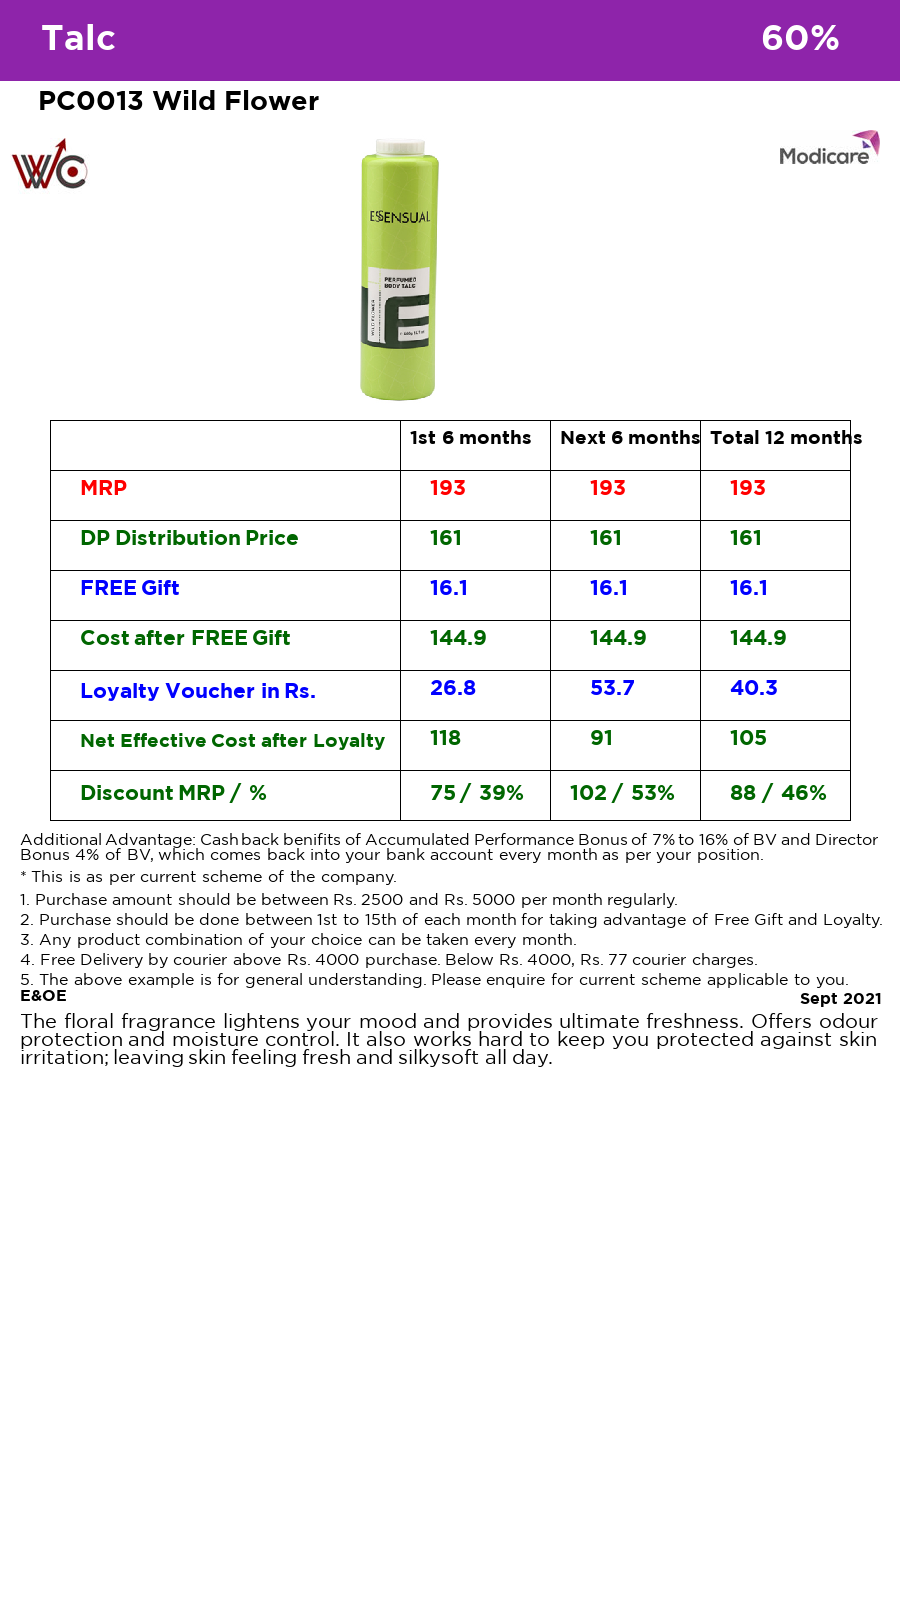 Talc 60%
PC0013 Wild Flower
WC
Modicare
ESSENSUAL
PERFUMED
BODY TALC
WILD FLOWER
E
1st 6 months Next 6 months Total 12 months
MRP 193 193 193
DP Distribution Price 161 161 161
FREE Gift 16.1 16.1 16.1
Cost after FREE Gift 144.9 144.9 144.9
Loyalty Voucher in Rs. 26.8 53.7 40.3
Net Effective Cost after Loyalty 118 91 105
Discount MRP / % 75 / 39% 102 / 53% 88 / 46%
Additional Advantage: Cashback benifits of Accumulated Performance Bonus of 7% to 16% of BV and Director
Bonus 4% of BV, which comes back into your bank account every month as per your position.
* This is as per current scheme of the company.
1. Purchase amount should be between Rs. 2500 and Rs. 5000 per month regularly.
2. Purchase should be done between 1st to 15th of each month for taking advantage of Free Gift and Loyalty.
3. Any product combination of your choice can be taken every month.
4. Free Delivery by courier above Rs. 4000 purchase. Below Rs. 4000, Rs. 77 courier charges.
5. The above example is for general understanding. Please enquire for current scheme applicable to you.
E&OE
Sept 2021
The floral fragrance lightens your mood and provides ultimate freshness. Offers odour
protection and moisture control. It also works hard to keep you protected against skin
irritation; leaving skin feeling fresh and silkysoft all day.